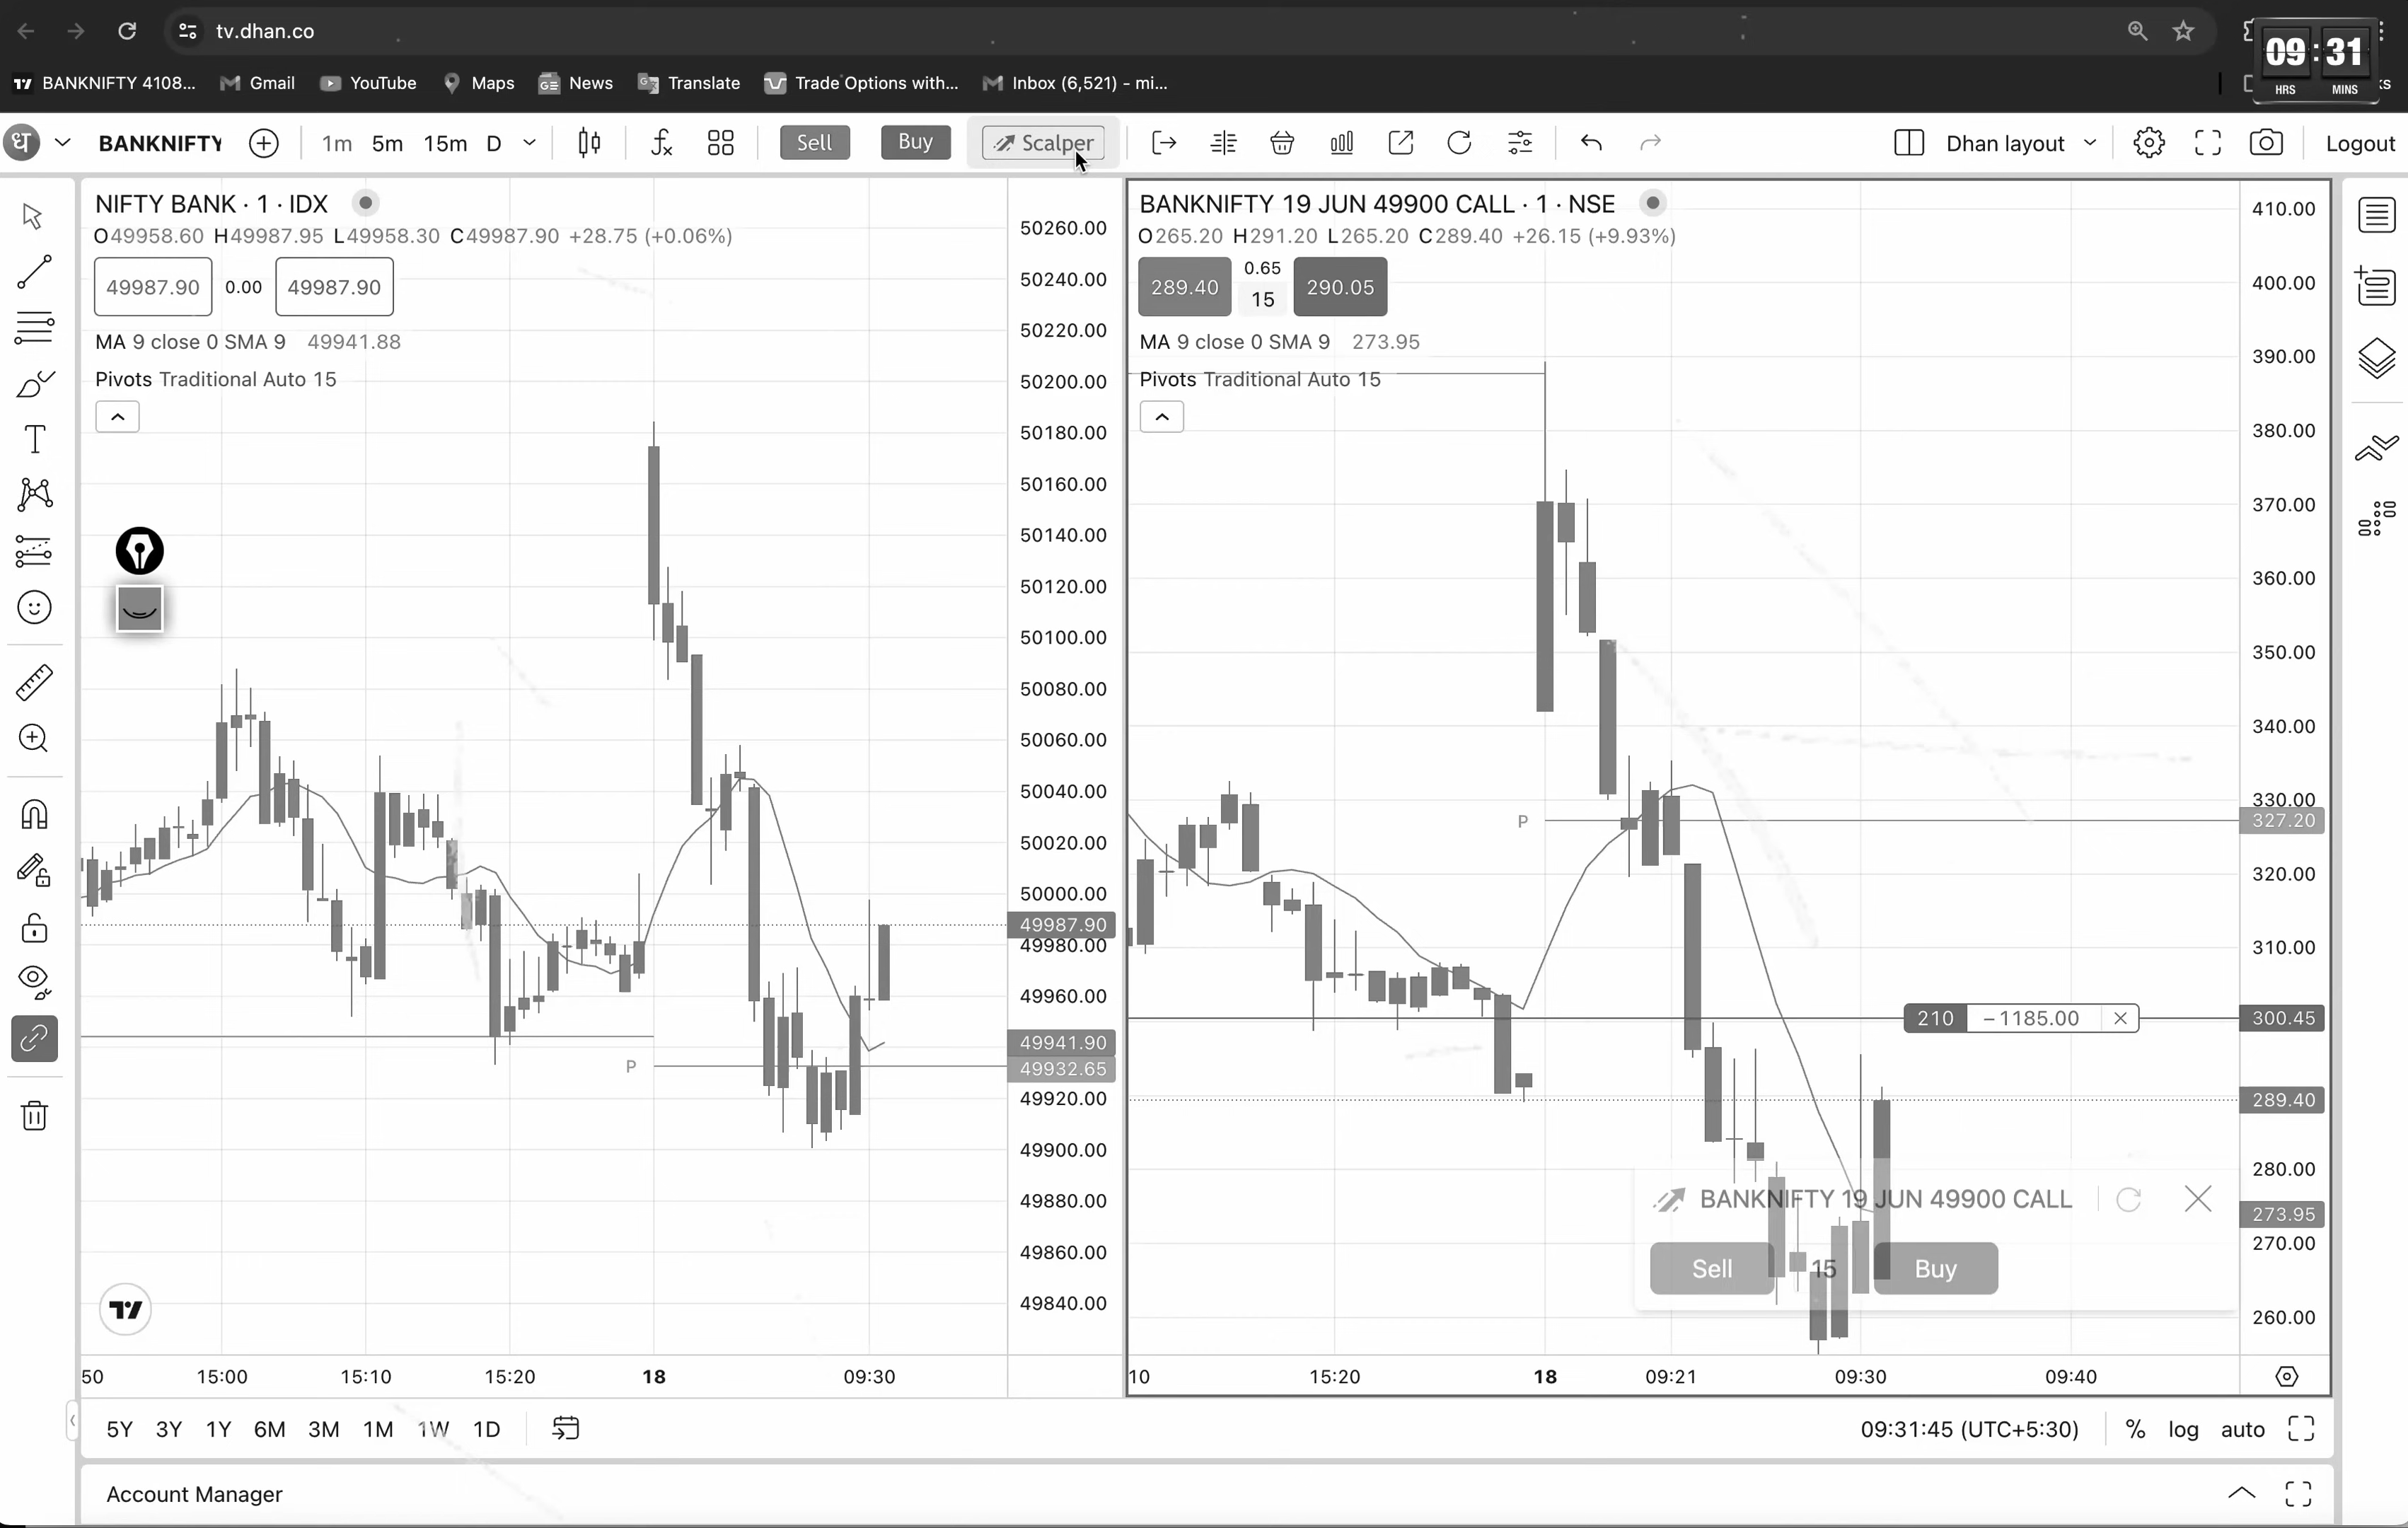 tv.dhan.co
09:31
HRS MINS
BANKNIFTY 4108... Gmail YouTube Maps News Translate Trade Options with... Inbox (6,521) - mi...
धा BANKNIFTY 1m 5m 15m D Sell Buy Scalper Dhan layout Logout
NIFTY BANK · 1 · IDX
O49958.60 H49987.95 L49958.30 C49987.90 +28.75 (+0.06%)
49987.90 0.00 49987.90
MA 9 close 0 SMA 9 49941.88
Pivots Traditional Auto 15
50260.00
50240.00
50220.00
50200.00
50180.00
50160.00
50140.00
50120.00
50100.00
50080.00
50060.00
50040.00
50020.00
50000.00
49987.90
49980.00
49960.00
49941.90
P 49932.65
49920.00
49900.00
49880.00
49860.00
49840.00
50 15:00 15:10 15:20 18 09:30
BANKNIFTY 19 JUN 49900 CALL · 1 · NSE
O265.20 H291.20 L265.20 C289.40 +26.15 (+9.93%)
289.40 0.65 15 290.05
MA 9 close 0 SMA 9 273.95
Pivots Traditional Auto 15
410.00
400.00
390.00
380.00
370.00
360.00
350.00
340.00
330.00
P 327.20
320.00
310.00
210 −1185.00 300.45
289.40
280.00
BANKNIFTY 19 JUN 49900 CALL
273.95
270.00
Sell 15 Buy
260.00
10 15:20 18 09:21 09:30 09:40
5Y 3Y 1Y 6M 3M 1M 1W 1D
09:31:45 (UTC+5:30) % log auto
Account Manager